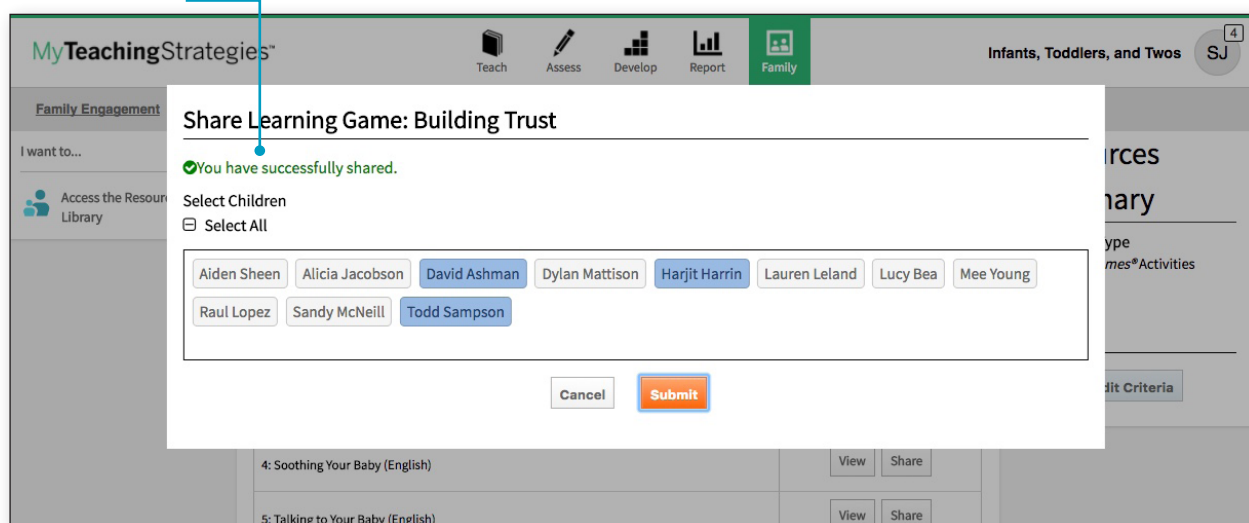 MyTeachingStrategies™
Teach
Assess
Develop
Report
Family
Infants, Toddlers, and Twos
SJ
4
Family Engagement
I want to...
Access the Resour
Library
Share Learning Game: Building Trust
You have successfully shared.
Select Children
Select All
Aiden Sheen Alicia Jacobson David Ashman Dylan Mattison Harjit Harrin Lauren Leland Lucy Bea Mee Young
Raul Lopez Sandy McNeill Todd Sampson
Cancel Submit
rces
nary
ype
mes® Activities
dit Criteria
4: Soothing Your Baby (English) View Share
5: Talking to Your Baby (English) View Share